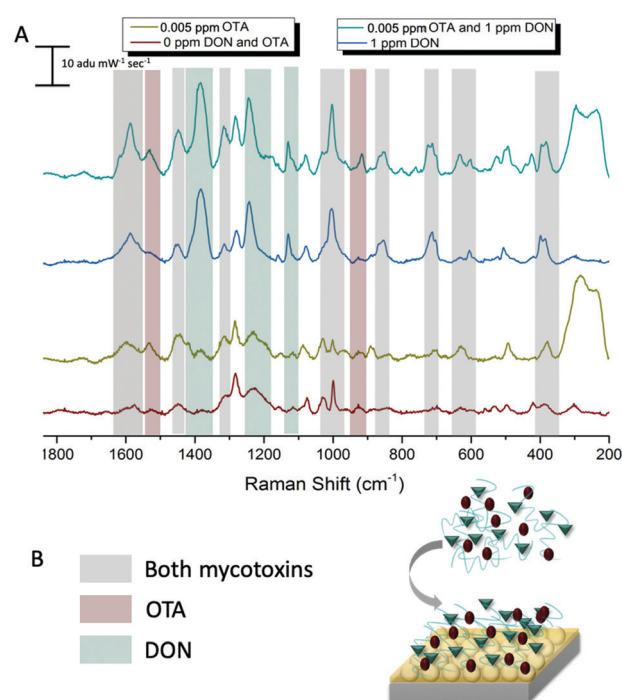 A
0.005 ppm OTA
0 ppm DON and OTA
0.005 ppm OTA and 1 ppm DON
1 ppm DON
10 adu mW⁻¹ sec⁻¹
1800 1600 1400 1200 1000 800 600 400 200
Raman Shift (cm⁻¹)
B
Both mycotoxins
OTA
DON